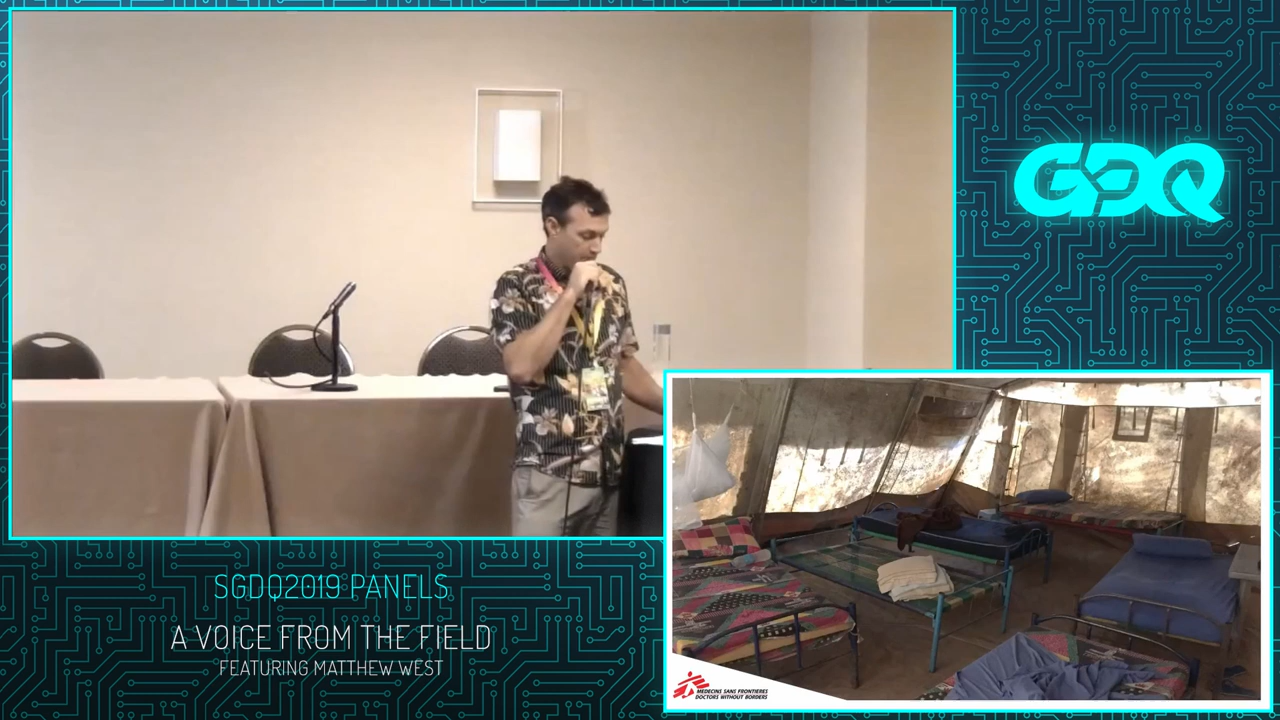 GDQ
SGDQ2019 PANELS
A VOICE FROM THE FIELD
FEATURING MATTHEW WEST
MEDECINS SANS FRONTIERES
DOCTORS WITHOUT BORDERS